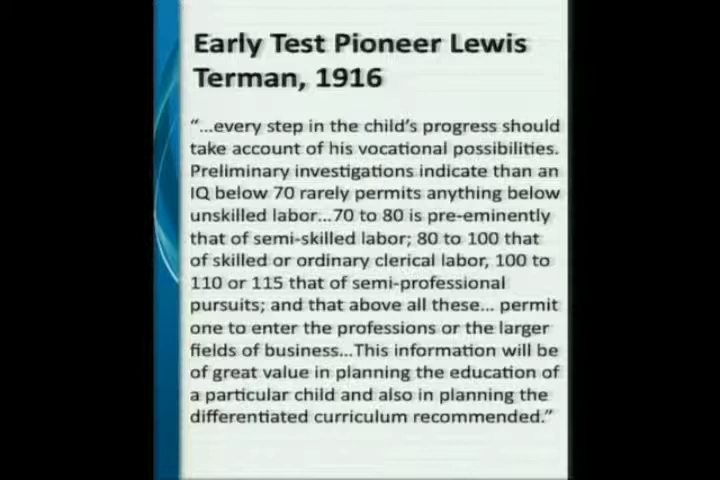 Early Test Pioneer Lewis
Terman, 1916
“...every step in the child’s progress should
take account of his vocational possibilities.
Preliminary investigations indicate than an
IQ below 70 rarely permits anything below
unskilled labor...70 to 80 is pre-eminently
that of semi-skilled labor; 80 to 100 that
of skilled or ordinary clerical labor, 100 to
110 or 115 that of semi-professional
pursuits; and that above all these... permit
one to enter the professions or the larger
fields of business...This information will be
of great value in planning the education of
a particular child and also in planning the
differentiated curriculum recommended.”